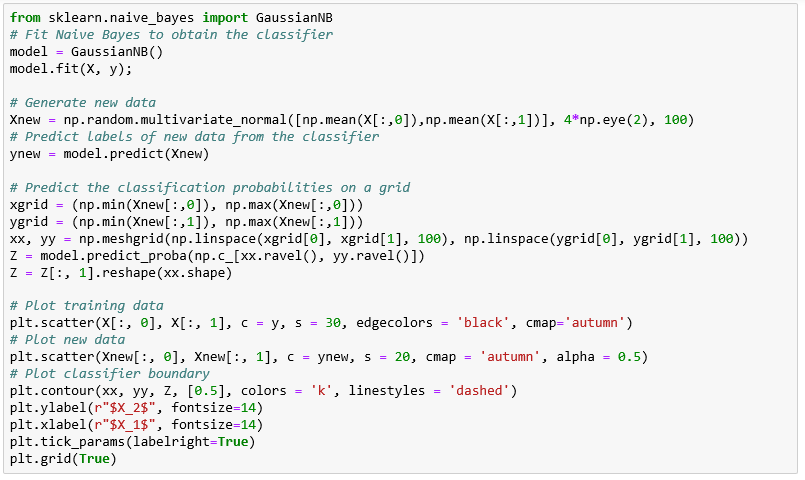 from sklearn.naive_bayes import GaussianNB
# Fit Naive Bayes to obtain the classifier
model = GaussianNB()
model.fit(X, y);

# Generate new data
Xnew = np.random.multivariate_normal([np.mean(X[:,0]),np.mean(X[:,1])], 4*np.eye(2), 100)
# Predict labels of new data from the classifier
ynew = model.predict(Xnew)

# Predict the classification probabilities on a grid
xgrid = (np.min(Xnew[:,0]), np.max(Xnew[:,0]))
ygrid = (np.min(Xnew[:,1]), np.max(Xnew[:,1]))
xx, yy = np.meshgrid(np.linspace(xgrid[0], xgrid[1], 100), np.linspace(ygrid[0], ygrid[1], 100))
Z = model.predict_proba(np.c_[xx.ravel(), yy.ravel()])
Z = Z[:, 1].reshape(xx.shape)

# Plot training data
plt.scatter(X[:, 0], X[:, 1], c = y, s = 30, edgecolors = 'black', cmap='autumn')
# Plot new data
plt.scatter(Xnew[:, 0], Xnew[:, 1], c = ynew, s = 20, cmap = 'autumn', alpha = 0.5)
# Plot classifier boundary
plt.contour(xx, yy, Z, [0.5], colors = 'k', linestyles = 'dashed')
plt.ylabel(r"$X_2$", fontsize=14)
plt.xlabel(r"$X_1$", fontsize=14)
plt.tick_params(labelright=True)
plt.grid(True)